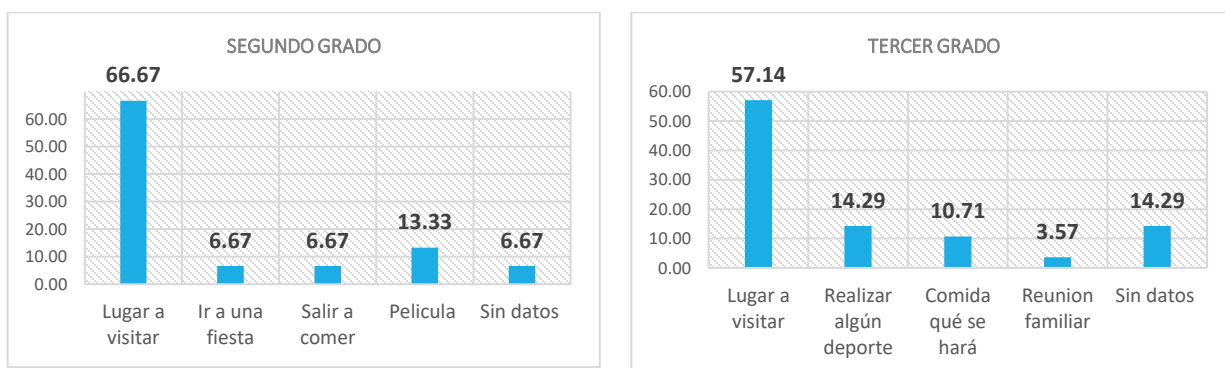 SEGUNDO GRADO
66.67
60.00
50.00
40.00
30.00
20.00
10.00
0.00
6.67
6.67
13.33
6.67
Lugar a
visitar
Ir a una
fiesta
Salir a
comer
Pelicula
Sin datos
TERCER GRADO
57.14
60.00
50.00
40.00
30.00
20.00
10.00
0.00
14.29
10.71
3.57
14.29
Lugar a
visitar
Realizar
algún
deporte
Comida
qué se
hará
Reunion
familiar
Sin datos